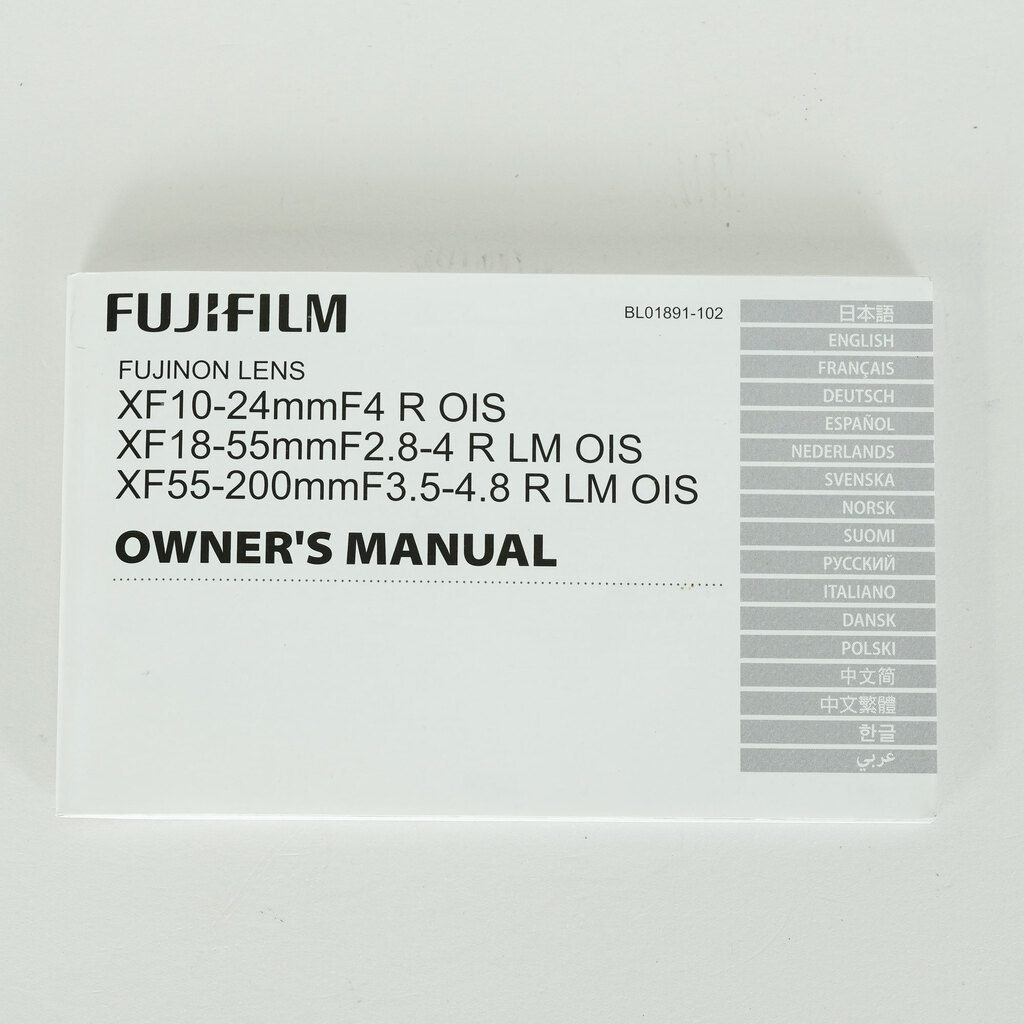 FUJIFILM
BL01891-102
FUJINON LENS
XF10-24mmF4 R OIS
XF18-55mmF2.8-4 R LM OIS
XF55-200mmF3.5-4.8 R LM OIS
OWNER'S MANUAL
日本語
ENGLISH
FRANÇAIS
DEUTSCH
ESPAÑOL
NEDERLANDS
SVENSKA
NORSK
SUOMI
РУССКИЙ
ITALIANO
DANSK
POLSKI
中文简
中文繁體
한글
عربي